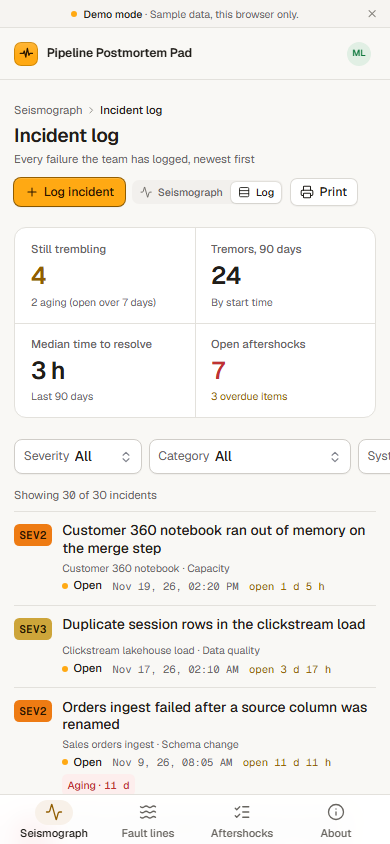 Demo mode · Sample data, this browser only.
Pipeline Postmortem Pad
ML
Seismograph > Incident log
Incident log
Every failure the team has logged, newest first
+ Log incident
Seismograph
Log
Print
Still trembling
4
2 aging (open over 7 days)
Tremors, 90 days
24
By start time
Median time to resolve
3 h
Last 90 days
Open aftershocks
7
3 overdue items
Severity All
Category All
Syst
Showing 30 of 30 incidents
SEV2
Customer 360 notebook ran out of memory on
the merge step
Customer 360 notebook · Capacity
Open Nov 19, 26, 02:20 PM open 1 d 5 h
SEV3
Duplicate session rows in the clickstream load
Clickstream lakehouse load · Data quality
Open Nov 17, 26, 02:10 AM open 3 d 17 h
SEV2
Orders ingest failed after a source column was
renamed
Sales orders ingest · Schema change
Open Nov 9, 26, 08:05 AM open 11 d 11 h
Aging · 11 d
Seismograph
Fault lines
Aftershocks
About